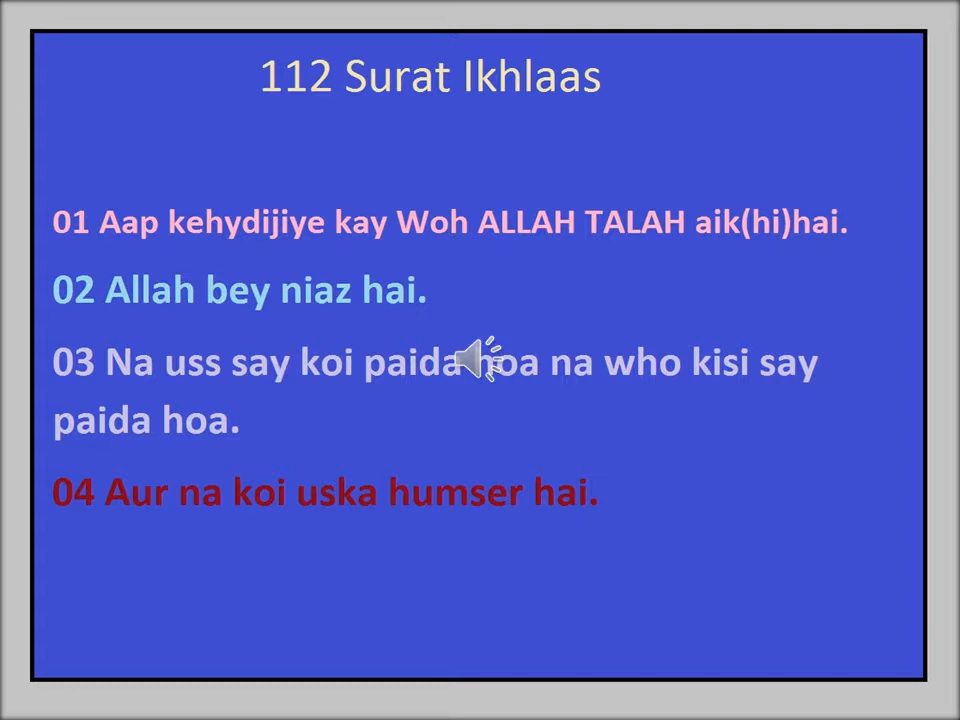 112 Surat Ikhlaas
01 Aap kehydijiye kay Woh ALLAH TALAH aik(hi)hai.
02 Allah bey niaz hai.
03 Na uss say koi paida hoa na who kisi say
paida hoa.
04 Aur na koi uska humser hai.